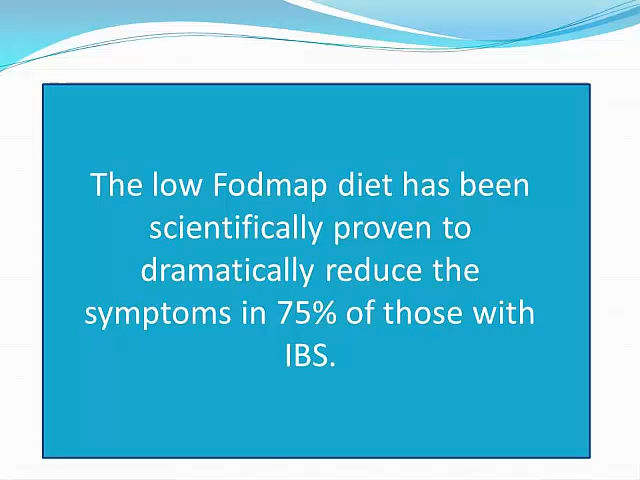 The low Fodmap diet has been
scientifically proven to
dramatically reduce the
symptoms in 75% of those with
IBS.